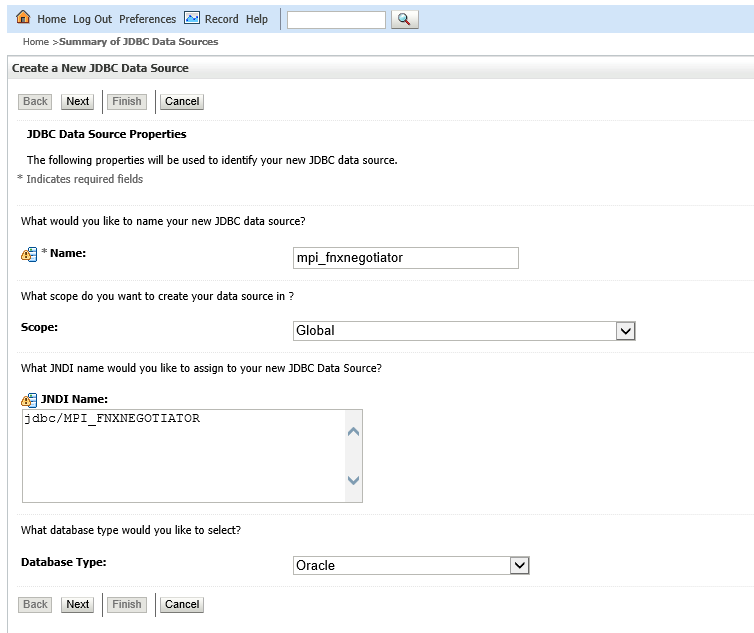 Home Log Out Preferences Record Help
Home >Summary of JDBC Data Sources
Create a New JDBC Data Source
Back Next Finish Cancel
JDBC Data Source Properties
The following properties will be used to identify your new JDBC data source.
* Indicates required fields
What would you like to name your new JDBC data source?
* Name: mpi_fnxnegotiator
What scope do you want to create your data source in ?
Scope: Global
What JNDI name would you like to assign to your new JDBC Data Source?
JNDI Name:
jdbc/MPI_FNXNEGOTIATOR
What database type would you like to select?
Database Type: Oracle
Back Next Finish Cancel